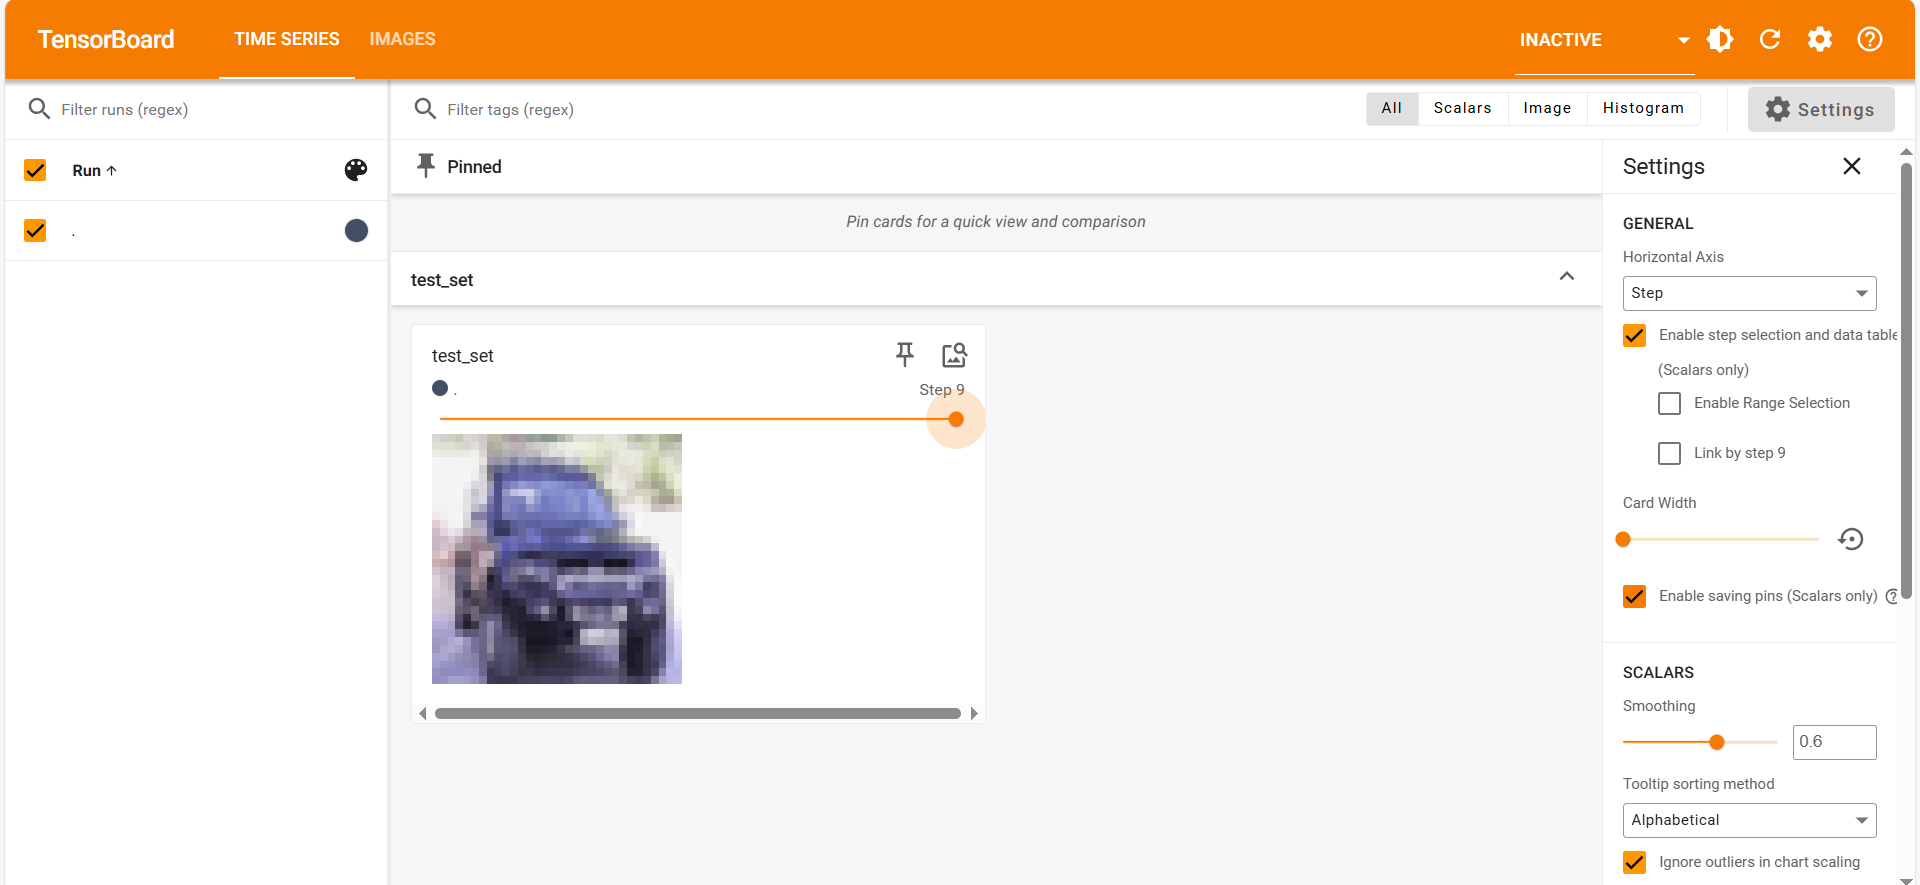 TensorBoard
TIME SERIES
IMAGES
INACTIVE
Filter runs (regex)
Filter tags (regex)
All
Scalars
Image
Histogram
Settings
Run
.
Pinned
Pin cards for a quick view and comparison
test_set
test_set
.
Step 9
Settings
GENERAL
Horizontal Axis
Step
Enable step selection and data table
(Scalars only)
Enable Range Selection
Link by step 9
Card Width
Enable saving pins (Scalars only)
SCALARS
Smoothing
0.6
Tooltip sorting method
Alphabetical
Ignore outliers in chart scaling